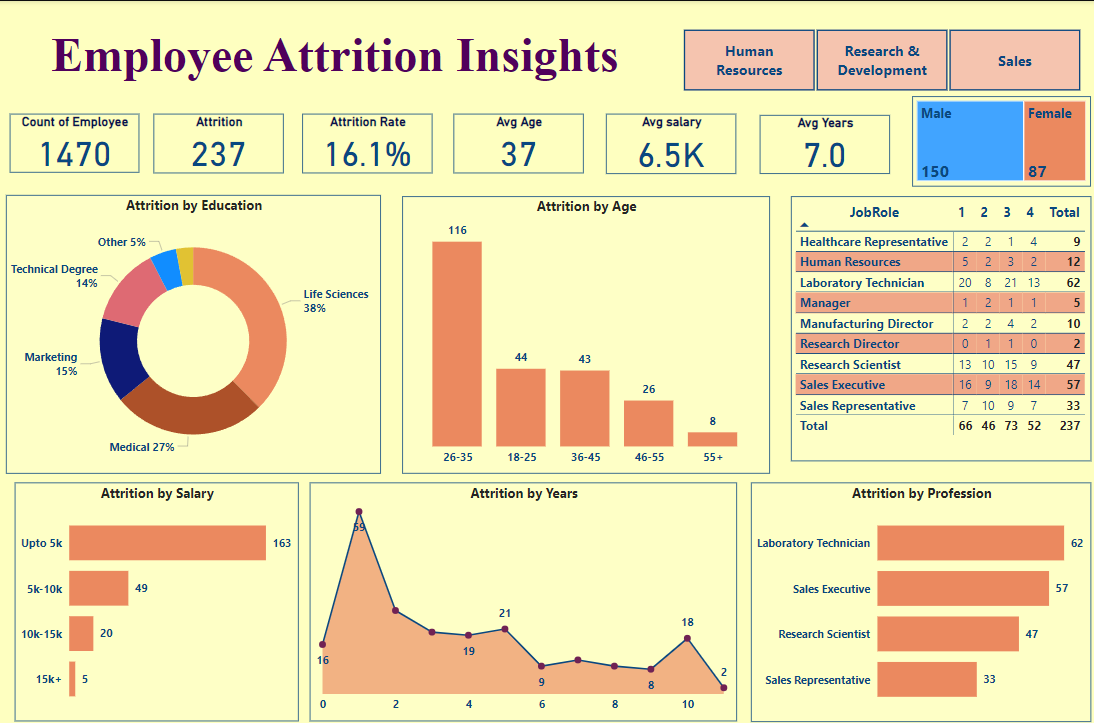 Employee Attrition Insights
Human
Resources
Research &
Development
Sales
Count of Employee
1470
Attrition
237
Attrition Rate
16.1%
Avg Age
37
Avg salary
6.5K
Avg Years
7.0
Male
150
Female
87
Attrition by Education
Other 5%
Technical Degree
14%
Life Sciences
38%
Marketing
15%
Medical 27%
Attrition by Age
116
44
43
26
8
26-35 18-25 36-45 46-55 55+
JobRole 1 2 3 4 Total
Healthcare Representative 2 2 1 4 9
Human Resources 5 2 3 2 12
Laboratory Technician 20 8 21 13 62
Manager 1 2 1 1 5
Manufacturing Director 2 2 4 2 10
Research Director 0 1 1 0 2
Research Scientist 13 10 15 9 47
Sales Executive 16 9 18 14 57
Sales Representative 7 10 9 7 33
Total 66 46 73 52 237
Attrition by Salary
Upto 5k 163
5k-10k 49
10k-15k 20
15k+ 5
Attrition by Years
59
21
18
16
19
9
8
2
0 2 4 6 8 10
Attrition by Profession
Laboratory Technician 62
Sales Executive 57
Research Scientist 47
Sales Representative 33